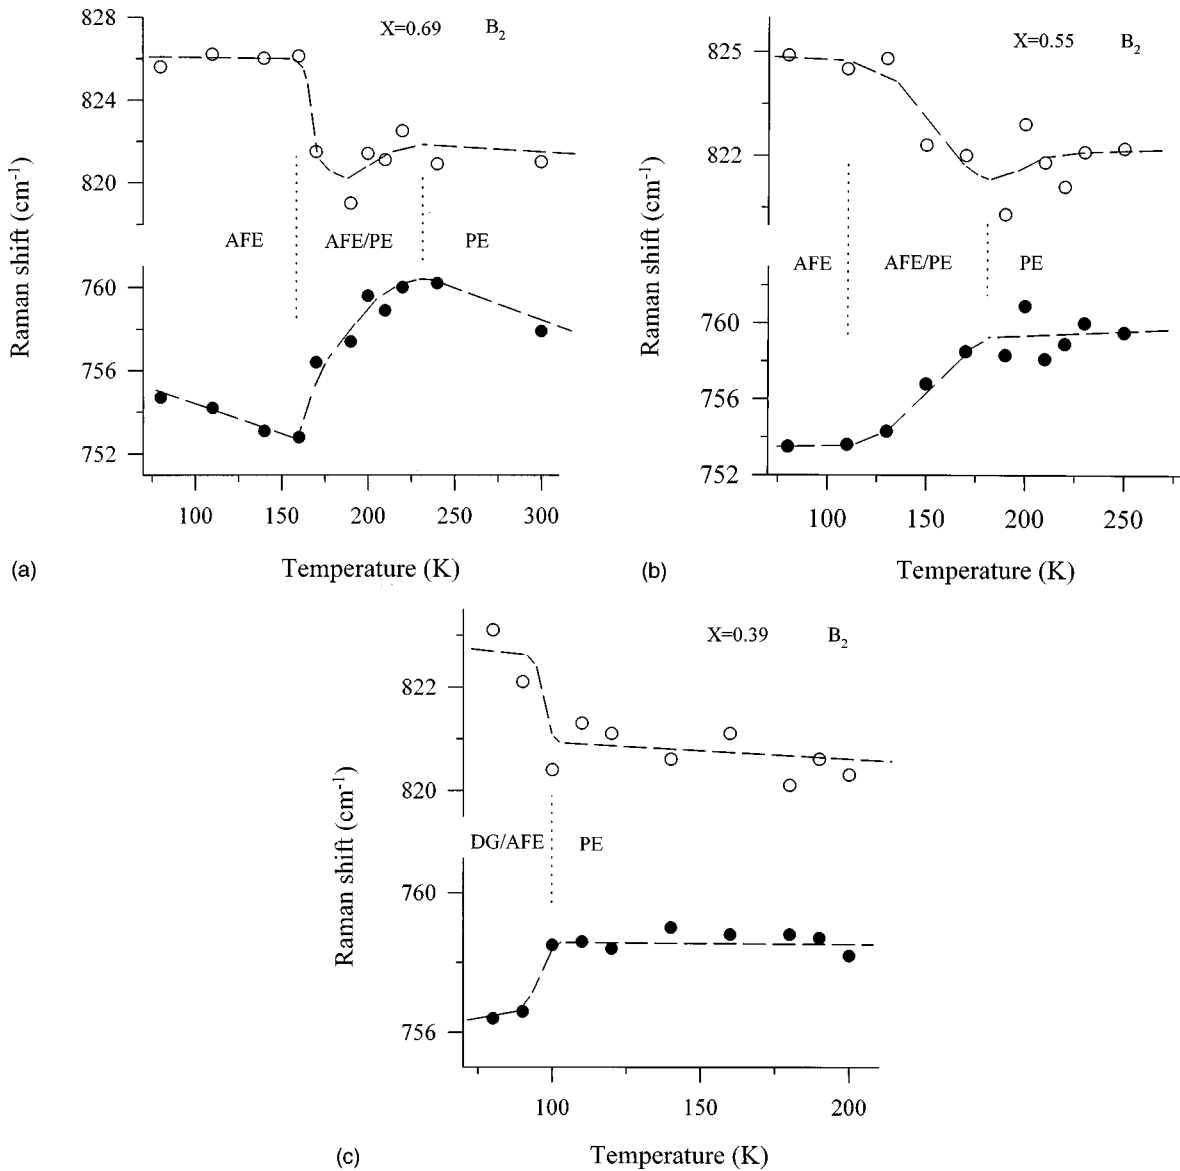 828
824
820
X=0.69 B2
AFE AFE/PE PE
760
756
752
100 150 200 250 300
Raman shift (cm-1)
Temperature (K)
(a)
825
822
X=0.55 B2
AFE AFE/PE PE
760
756
752
100 150 200 250
Raman shift (cm-1)
Temperature (K)
(b)
X=0.39 B2
822
820
DG/AFE PE
760
756
100 150 200
Raman shift (cm-1)
Temperature (K)
(c)